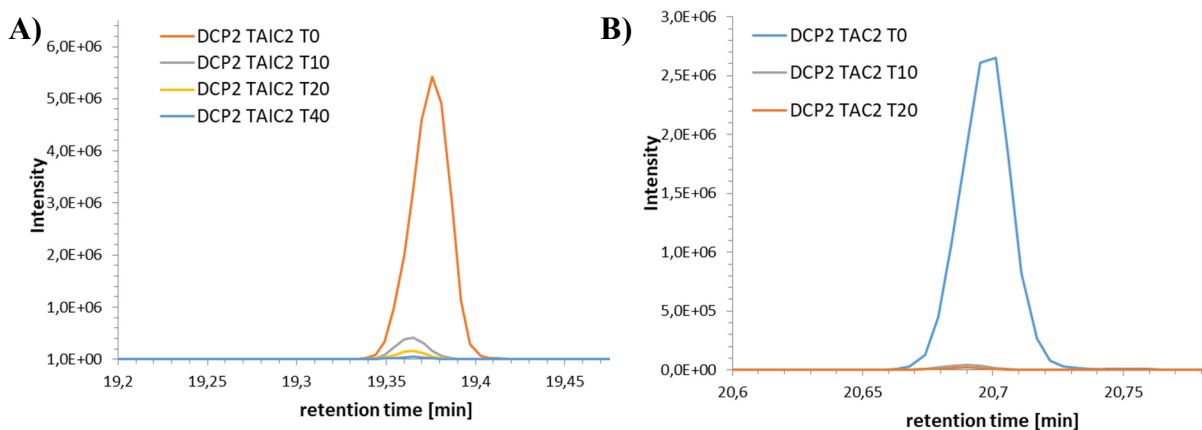 A)
DCP2 TAIC2 T0
DCP2 TAIC2 T10
DCP2 TAIC2 T20
DCP2 TAIC2 T40
6,0E+06
5,0E+06
4,0E+06
3,0E+06
2,0E+06
1,0E+06
1,0E+00
Intensity
19,2
19,25
19,3
19,35
19,4
19,45
retention time [min]
B)
DCP2 TAC2 T0
DCP2 TAC2 T10
DCP2 TAC2 T20
3,0E+06
2,5E+06
2,0E+06
1,5E+06
1,0E+06
5,0E+05
0,0E+00
Intensity
20,6
20,65
20,7
20,75
retention time [min]